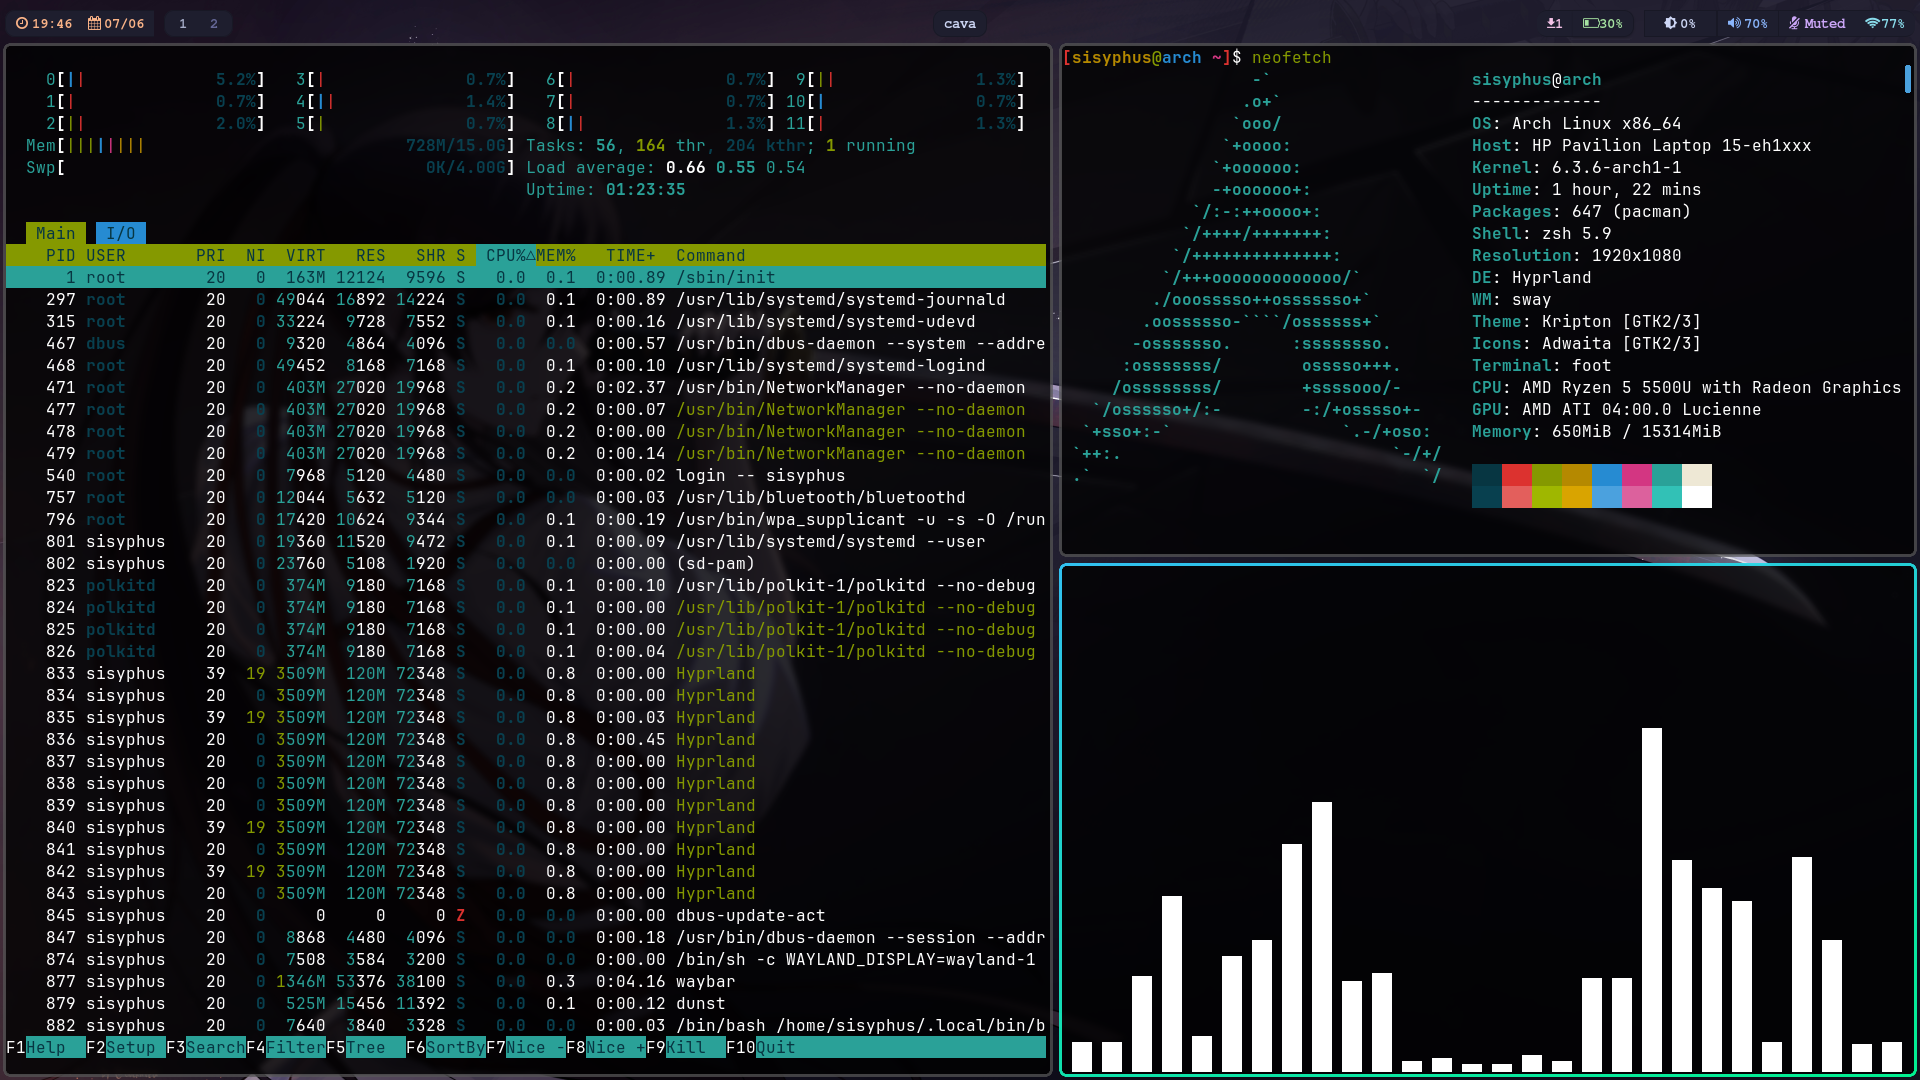 19:46 07/06 1 2 cava 1 30% 0% 70% Muted 77%
0[|| 5.2%] 3[| 0.7%] 6[| 0.7%] 9[|| 1.3%]
1[| 0.7%] 4[|| 1.4%] 7[| 0.7%] 10[| 0.7%]
2[|| 2.0%] 5[| 0.7%] 8[|| 1.3%] 11[| 1.3%]
Mem[|||||||| 728M/15.0G] Tasks: 56, 164 thr, 204 kthr; 1 running
Swp[ 0K/4.00G] Load average: 0.66 0.55 0.54
Uptime: 01:23:35
Main I/O
PID USER PRI NI VIRT RES SHR S CPU%△MEM% TIME+ Command
1 root 20 0 163M 12124 9596 S 0.0 0.1 0:00.89 /sbin/init
297 root 20 0 49044 16892 14224 S 0.0 0.1 0:00.89 /usr/lib/systemd/systemd-journald
315 root 20 0 33224 9728 7552 S 0.0 0.1 0:00.16 /usr/lib/systemd/systemd-udevd
467 dbus 20 0 9320 4864 4096 S 0.0 0.0 0:00.57 /usr/bin/dbus-daemon --system --addre
468 root 20 0 49452 8168 7168 S 0.0 0.1 0:00.10 /usr/lib/systemd/systemd-logind
471 root 20 0 403M 27020 19968 S 0.0 0.2 0:02.37 /usr/bin/NetworkManager --no-daemon
477 root 20 0 403M 27020 19968 S 0.0 0.2 0:00.07 /usr/bin/NetworkManager --no-daemon
478 root 20 0 403M 27020 19968 S 0.0 0.2 0:00.00 /usr/bin/NetworkManager --no-daemon
479 root 20 0 403M 27020 19968 S 0.0 0.2 0:00.14 /usr/bin/NetworkManager --no-daemon
540 root 20 0 7968 5120 4480 S 0.0 0.0 0:00.02 login -- sisyphus
757 root 20 0 12044 5632 5120 S 0.0 0.0 0:00.03 /usr/lib/bluetooth/bluetoothd
796 root 20 0 17420 10624 9344 S 0.0 0.1 0:00.19 /usr/bin/wpa_supplicant -u -s -O /run
801 sisyphus 20 0 19360 11520 9472 S 0.0 0.1 0:00.09 /usr/lib/systemd/systemd --user
802 sisyphus 20 0 23760 5108 1920 S 0.0 0.0 0:00.00 (sd-pam)
823 polkitd 20 0 374M 9180 7168 S 0.0 0.1 0:00.10 /usr/lib/polkit-1/polkitd --no-debug
824 polkitd 20 0 374M 9180 7168 S 0.0 0.1 0:00.00 /usr/lib/polkit-1/polkitd --no-debug
825 polkitd 20 0 374M 9180 7168 S 0.0 0.1 0:00.00 /usr/lib/polkit-1/polkitd --no-debug
826 polkitd 20 0 374M 9180 7168 S 0.0 0.1 0:00.04 /usr/lib/polkit-1/polkitd --no-debug
833 sisyphus 39 19 3509M 120M 72348 S 0.0 0.8 0:00.00 Hyprland
834 sisyphus 20 0 3509M 120M 72348 S 0.0 0.8 0:00.00 Hyprland
835 sisyphus 39 19 3509M 120M 72348 S 0.0 0.8 0:00.03 Hyprland
836 sisyphus 20 0 3509M 120M 72348 S 0.0 0.8 0:00.45 Hyprland
837 sisyphus 20 0 3509M 120M 72348 S 0.0 0.8 0:00.00 Hyprland
838 sisyphus 20 0 3509M 120M 72348 S 0.0 0.8 0:00.00 Hyprland
839 sisyphus 20 0 3509M 120M 72348 S 0.0 0.8 0:00.00 Hyprland
840 sisyphus 39 19 3509M 120M 72348 S 0.0 0.8 0:00.00 Hyprland
841 sisyphus 20 0 3509M 120M 72348 S 0.0 0.8 0:00.00 Hyprland
842 sisyphus 39 19 3509M 120M 72348 S 0.0 0.8 0:00.00 Hyprland
843 sisyphus 20 0 3509M 120M 72348 S 0.0 0.8 0:00.00 Hyprland
845 sisyphus 20 0 0 0 0 Z 0.0 0.0 0:00.00 dbus-update-act
847 sisyphus 20 0 8868 4480 4096 S 0.0 0.0 0:00.18 /usr/bin/dbus-daemon --session --addr
874 sisyphus 20 0 7508 3584 3200 S 0.0 0.0 0:00.00 /bin/sh -c WAYLAND_DISPLAY=wayland-1
877 sisyphus 20 0 1346M 53376 38100 S 0.0 0.3 0:04.16 waybar
879 sisyphus 20 0 525M 15456 11392 S 0.0 0.1 0:00.12 dunst
882 sisyphus 20 0 7640 3840 3328 S 0.0 0.0 0:00.03 /bin/bash /home/sisyphus/.local/bin/b
F1Help F2Setup F3SearchF4FilterF5Tree F6SortByF7Nice -F8Nice +F9Kill F10Quit
[sisyphus@arch ~]$ neofetch
-` sisyphus@arch
.o+` -------------
`ooo/ OS: Arch Linux x86_64
`+oooo: Host: HP Pavilion Laptop 15-eh1xxx
`+oooooo: Kernel: 6.3.6-arch1-1
-+oooooo+: Uptime: 1 hour, 22 mins
`/:-:++oooo+: Packages: 647 (pacman)
`/++++/+++++++: Shell: zsh 5.9
`/++++++++++++++: Resolution: 1920x1080
`/+++ooooooooooooo/` DE: Hyprland
./ooosssso++osssssso+` WM: sway
.oossssso-````/ossssss+` Theme: Kripton [GTK2/3]
-osssssso. :ssssssso. Icons: Adwaita [GTK2/3]
:osssssss/ osssso+++. Terminal: foot
/ossssssss/ +ssssooo/- CPU: AMD Ryzen 5 5500U with Radeon Graphics
`/ossssso+/:- -:/+osssso+- GPU: AMD ATI 04:00.0 Lucienne
`+sso+:-` `.-/+oso: Memory: 650MiB / 15314MiB
`++:. `-/+/
.` `/